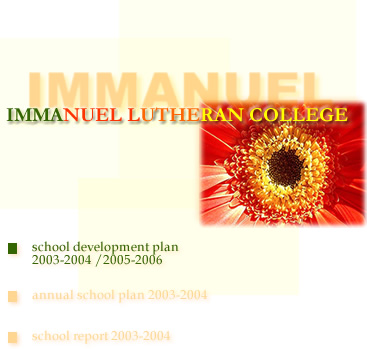 IMMANUEL
IMMANUEL LUTHERAN COLLEGE
school development plan
2003-2004 / 2005-2006
annual school plan 2003-2004
school report 2003-2004